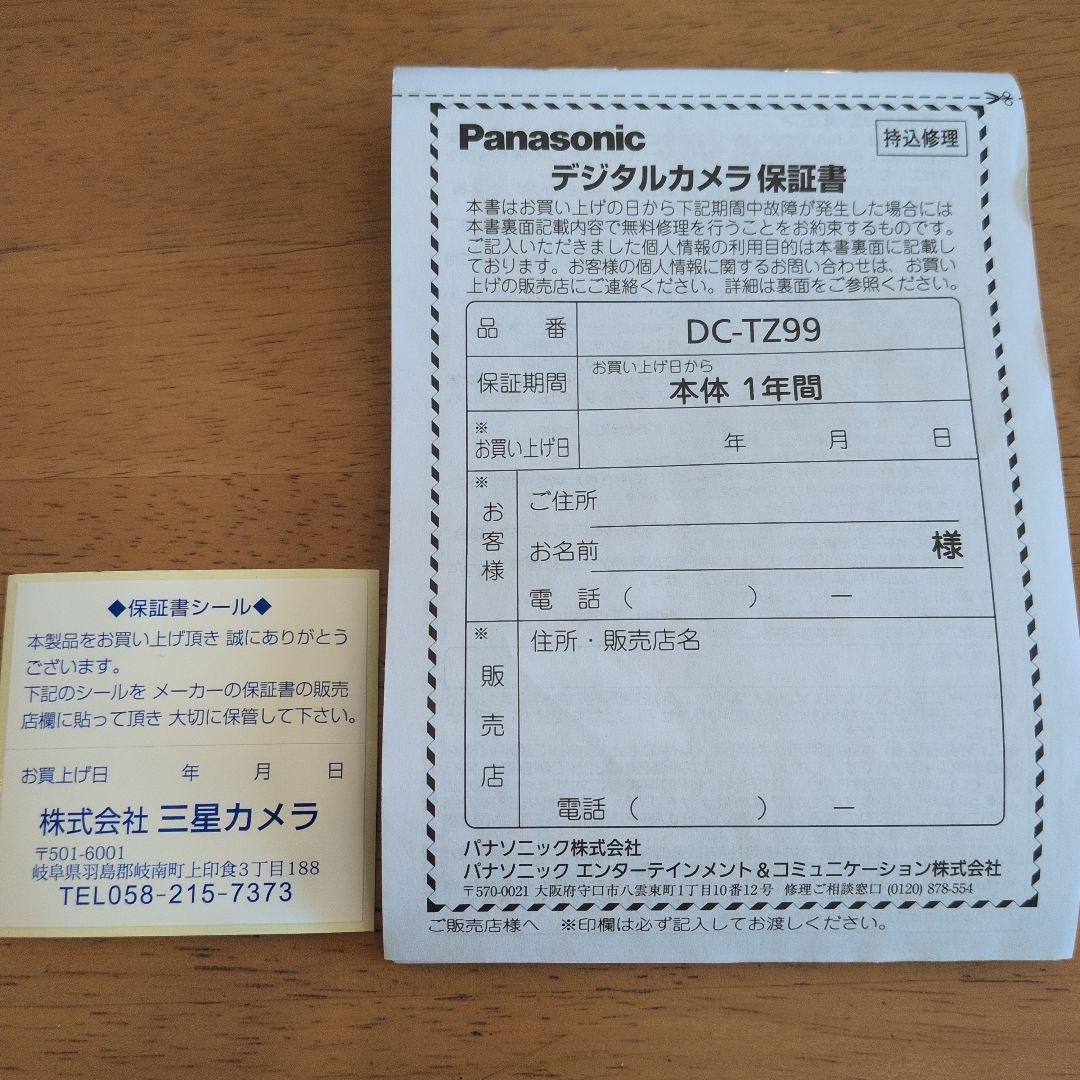 Panasonic
持込修理
デジタルカメラ保証書
本書はお買い上げの日から下記期間中故障が発生した場合には
本書裏面記載内容で無料修理を行うことをお約束するものです。
ご記入いただきました個人情報の利用目的は本書裏面に記載し
ております。お客様の個人情報に関するお問い合わせは、お買い
上げの販売店にご連絡ください。詳細は裏面をご参照ください。
品番 DC-TZ99
保証期間 お買い上げ日から
本体 1年間
※
お買い上げ日 年 月 日
※
お客様
ご住所
お名前 様
電話 ( ) ー
※
販売店
住所・販売店名
電話 ( ) ー
パナソニック株式会社
パナソニック エンターテインメント&コミュニケーション株式会社
〒570-0021 大阪府守口市八雲東町1丁目10番12号 修理ご相談窓口 (0120) 878-554
ご販売店様へ ※印欄は必ず記入してお渡しください。
◆保証書シール◆
本製品をお買い上げ頂き 誠にありがとう
ございます。
下記のシールを メーカーの保証書の販売
店欄に貼って頂き 大切に保管して下さい。
お買上げ日 年 月 日
株式会社 三星カメラ
〒501-6001
岐阜県羽島郡岐南町上印食3丁目188
TEL058-215-7373